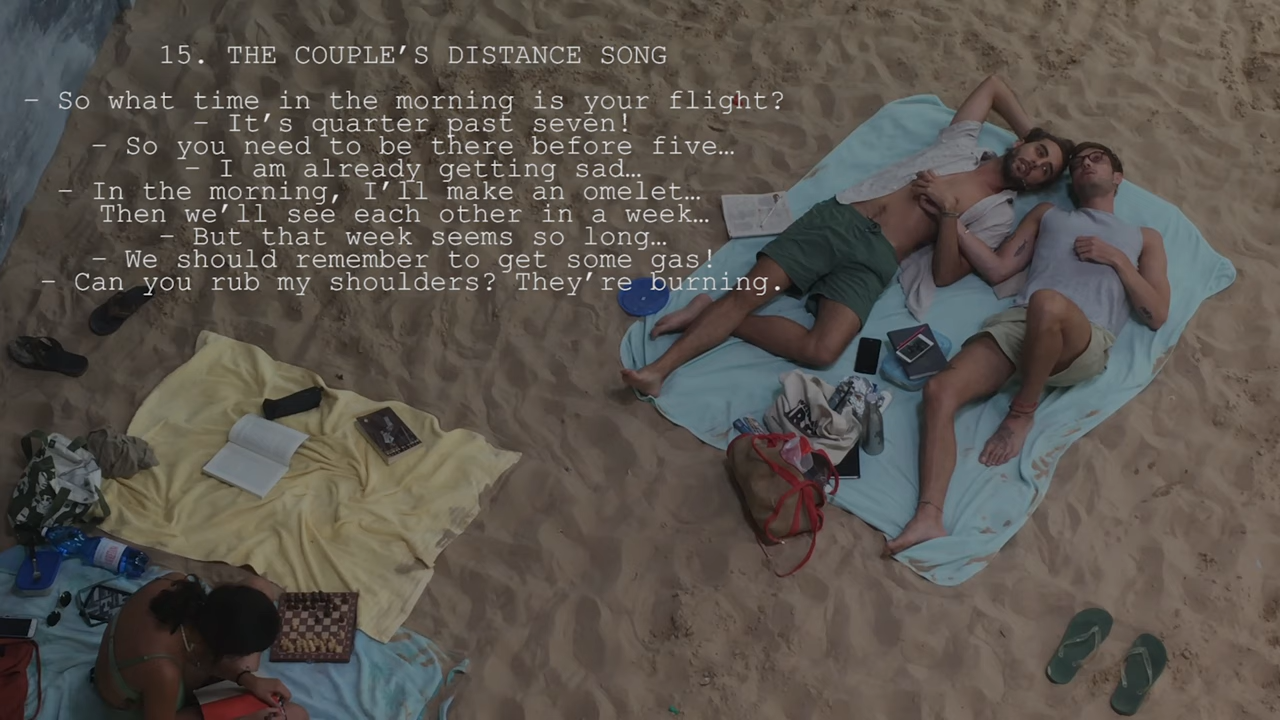 15. THE COUPLE’S DISTANCE SONG
– So what time in the morning is your flight?
– It’s quarter past seven!
– So you need to be there before five…
– I am already getting sad…
– In the morning, I’ll make an omelet…
Then we’ll see each other in a week…
– But that week seems so long…
– We should remember to get some gas!
– Can you rub my shoulders? They’re burning.